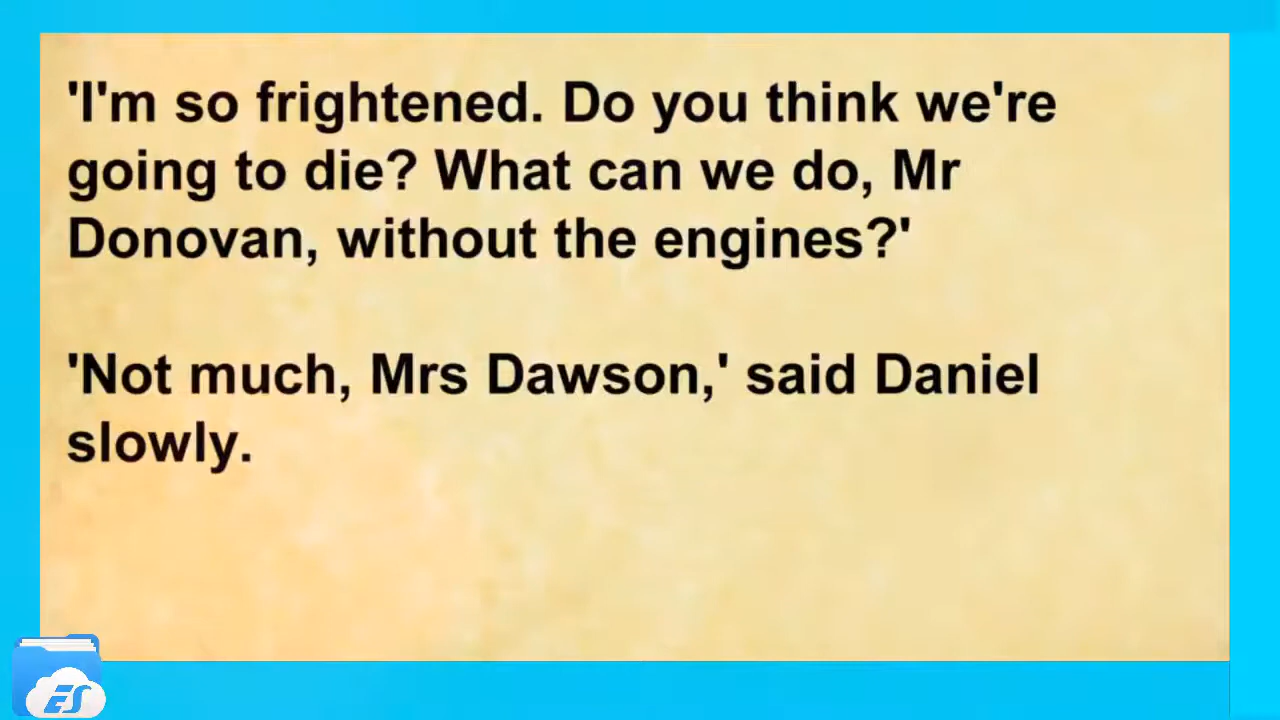 'I'm so frightened. Do you think we're
going to die? What can we do, Mr
Donovan, without the engines?'
'Not much, Mrs Dawson,' said Daniel
slowly.
ES